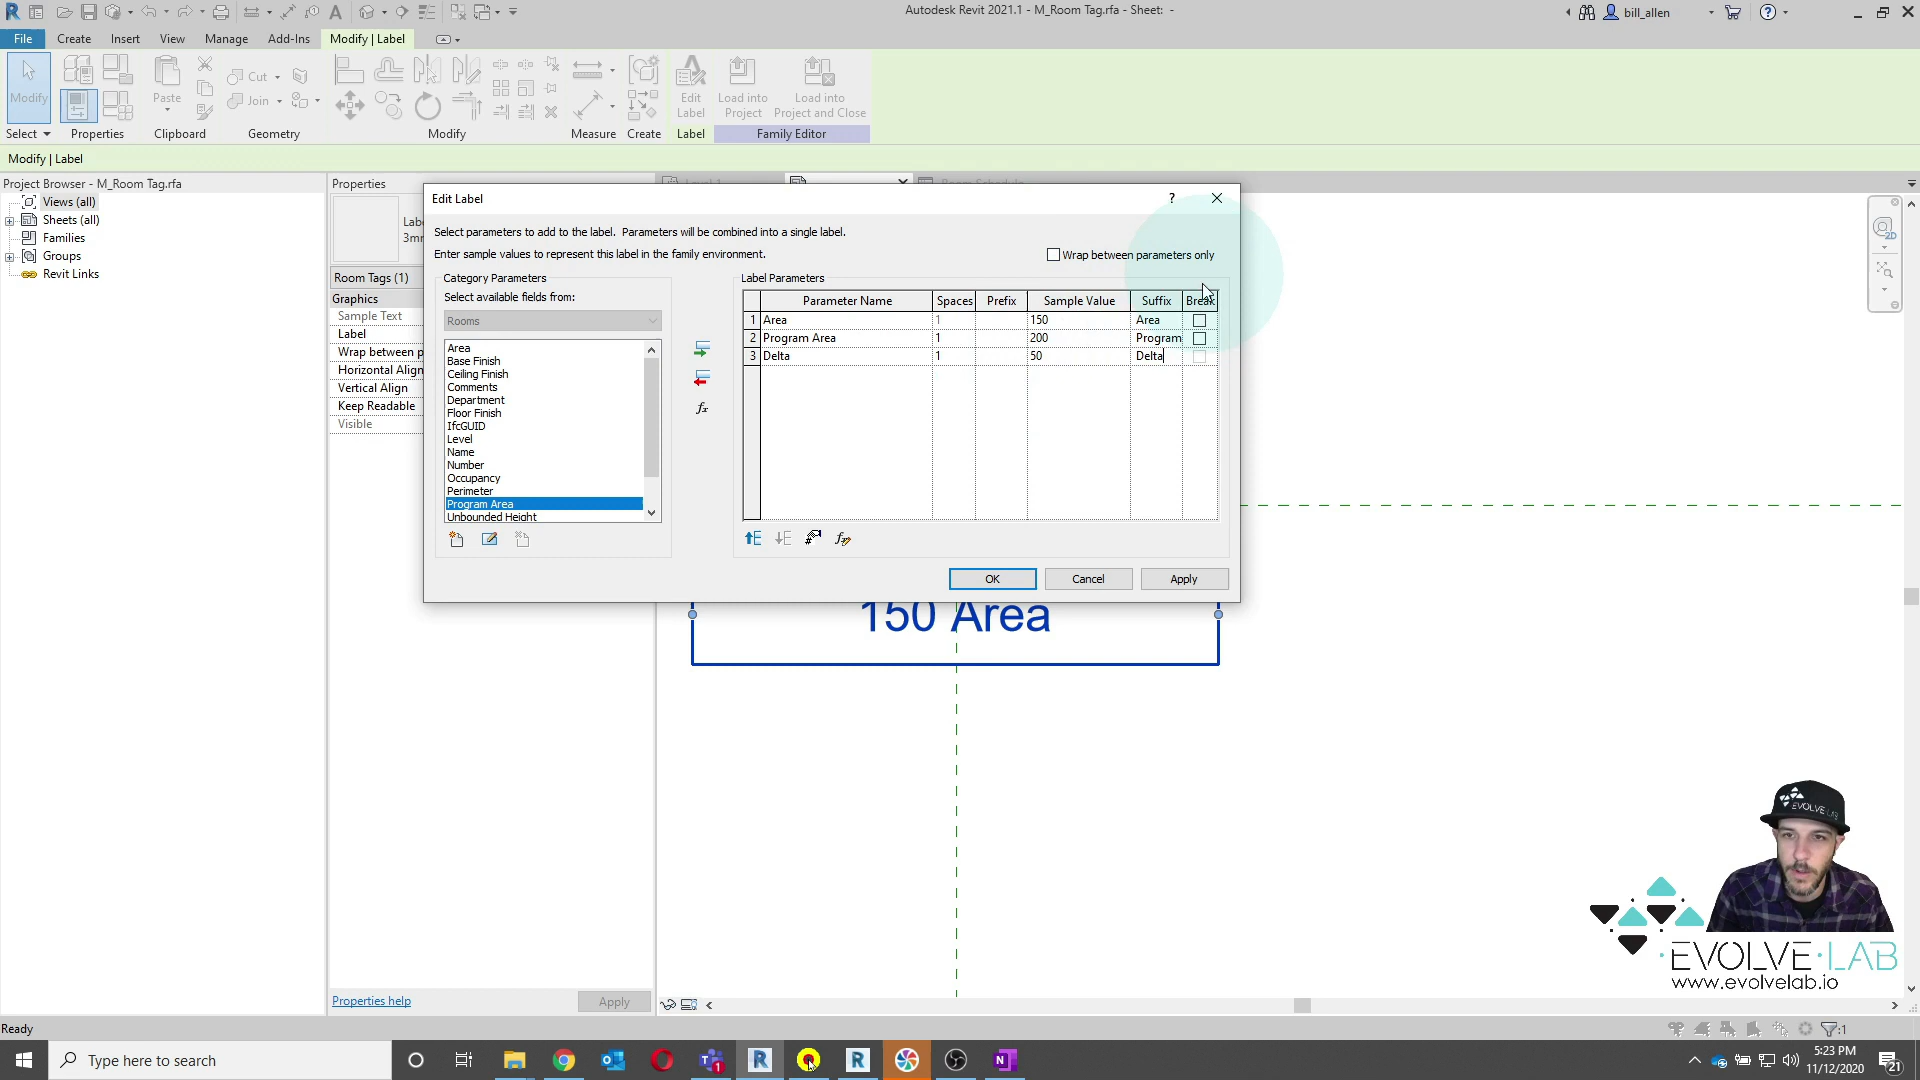 Autodesk Revit 2021.1 - M_Room Tag.rfa - Sheet: -
bill_allen
File Create Insert View Manage Add-Ins Modify | Label
Modify
Paste
Cut
Join
Edit Label
Load into Project
Load into Project and Close
Select Properties Clipboard Geometry Modify Measure Create Label Family Editor
Modify | Label
Project Browser - M_Room Tag.rfa
Views (all)
Sheets (all)
Families
Groups
Revit Links
Properties
Room Tags (1)
Graphics
Sample Text
Label
Wrap between p
Horizontal Align
Vertical Align
Keep Readable
Visible
Properties help
Apply
Edit Label
Select parameters to add to the label. Parameters will be combined into a single label.
Enter sample values to represent this label in the family environment.
Wrap between parameters only
Category Parameters
Select available fields from:
Rooms
Area
Base Finish
Ceiling Finish
Comments
Department
Floor Finish
IfcGUID
Level
Name
Number
Occupancy
Perimeter
Program Area
Unbounded Height
Label Parameters
Parameter Name Spaces Prefix Sample Value Suffix Break
1 Area 1 150 Area
2 Program Area 1 200 Program
3 Delta 1 50 Delta
OK Cancel Apply
150 Area
EVOLVE LAB
EVOLVE·LAB
www.evolvelab.io
Ready
:1
Type here to search
5:23 PM
11/12/2020
21